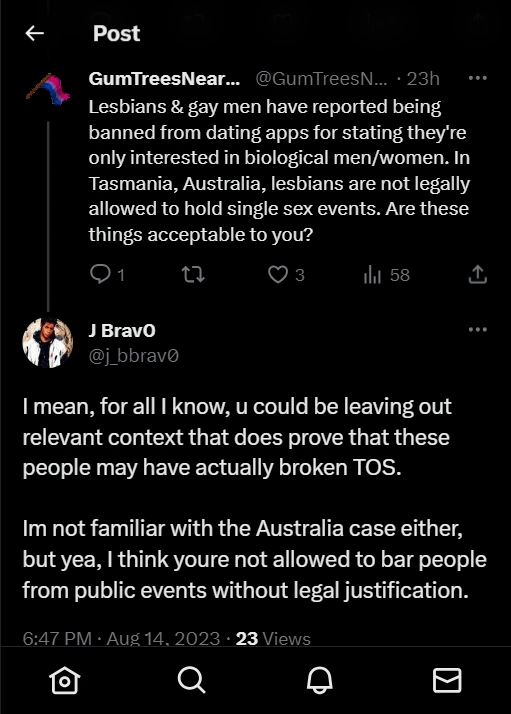 Post
GumTreesNear... @GumTreesN... · 23h
Lesbians & gay men have reported being
banned from dating apps for stating they're
only interested in biological men/women. In
Tasmania, Australia, lesbians are not legally
allowed to hold single sex events. Are these
things acceptable to you?
1 3 58
J Brav0
@j_bbrav0
I mean, for all I know, u could be leaving out
relevant context that does prove that these
people may have actually broken TOS.
Im not familiar with the Australia case either,
but yea, I think youre not allowed to bar people
from public events without legal justification.
6:47 PM · Aug 14, 2023 · 23 Views